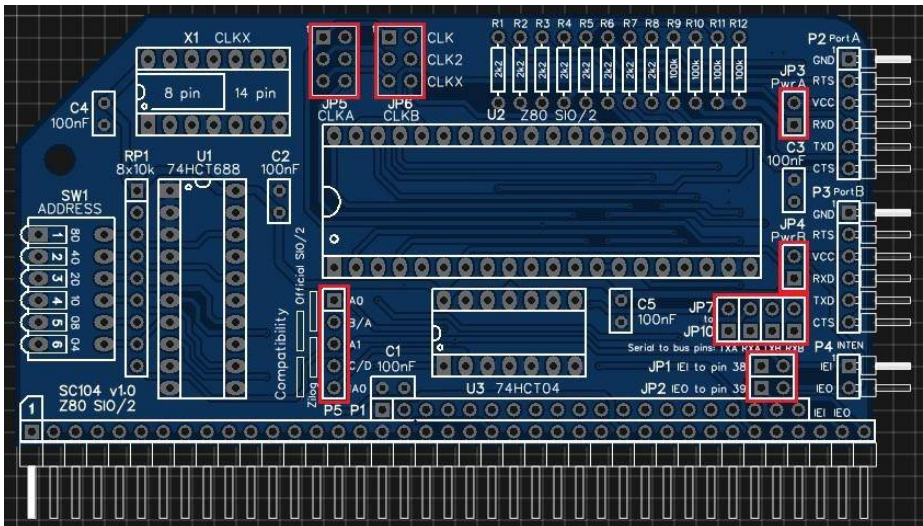 X1 CLKX
8 pin 14 pin
C4
100nF
1
JP5
CLKA
1
JP6
CLKB
CLK
CLK2
CLKX
R1 R2 R3 R4 R5 R6 R7 R8 R9 R10 R11 R12
2k2 2k2 2k2 2k2 2k2 2k2 2k2 2k2 100k 100k 100k 100k
U2 Z80 SIO/2
P2 PortA
1
GND
RTS
VCC
RXD
TXD
CTS
JP3
PwrA
C3
100nF
P3 PortB
1
GND
RTS
VCC
RXD
TXD
CTS
JP4
PwrB
RP1
8x10k
U1
74HCT688
C2
100nF
SW1
ADDRESS
1 80
2 40
3 20
4 10
5 08
6 04
Compatibility
Official SIO/2
Zilog
A0
B/A
A1
C/D
A0
P5
C1
100nF
U3 74HCT04
C5
100nF
JP7
to
JP10
Serial to bus pins: TXA RXA TXB RXB
JP1 IEI to pin 38
JP2 IEO to pin 39
P4 INTEN
1
IEI
IEO
SC104 v1.0
Z80 SIO/2
1
P1
IEI IEO